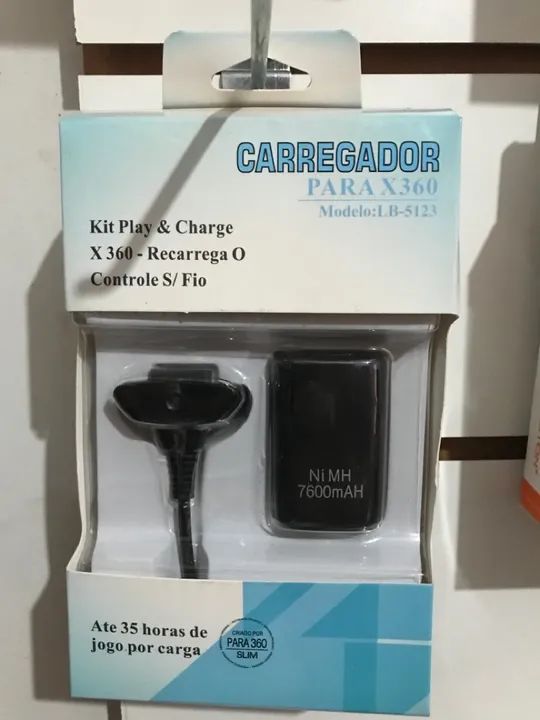 CARREGADOR
PARA X360
Modelo:LB-5123
Kit Play & Charge
X 360 - Recarrega O
Controle S/ Fio
Ni MH
7600mAH
Ate 35 horas de
jogo por carga
CRIADO POR
PARA 360
SLIM